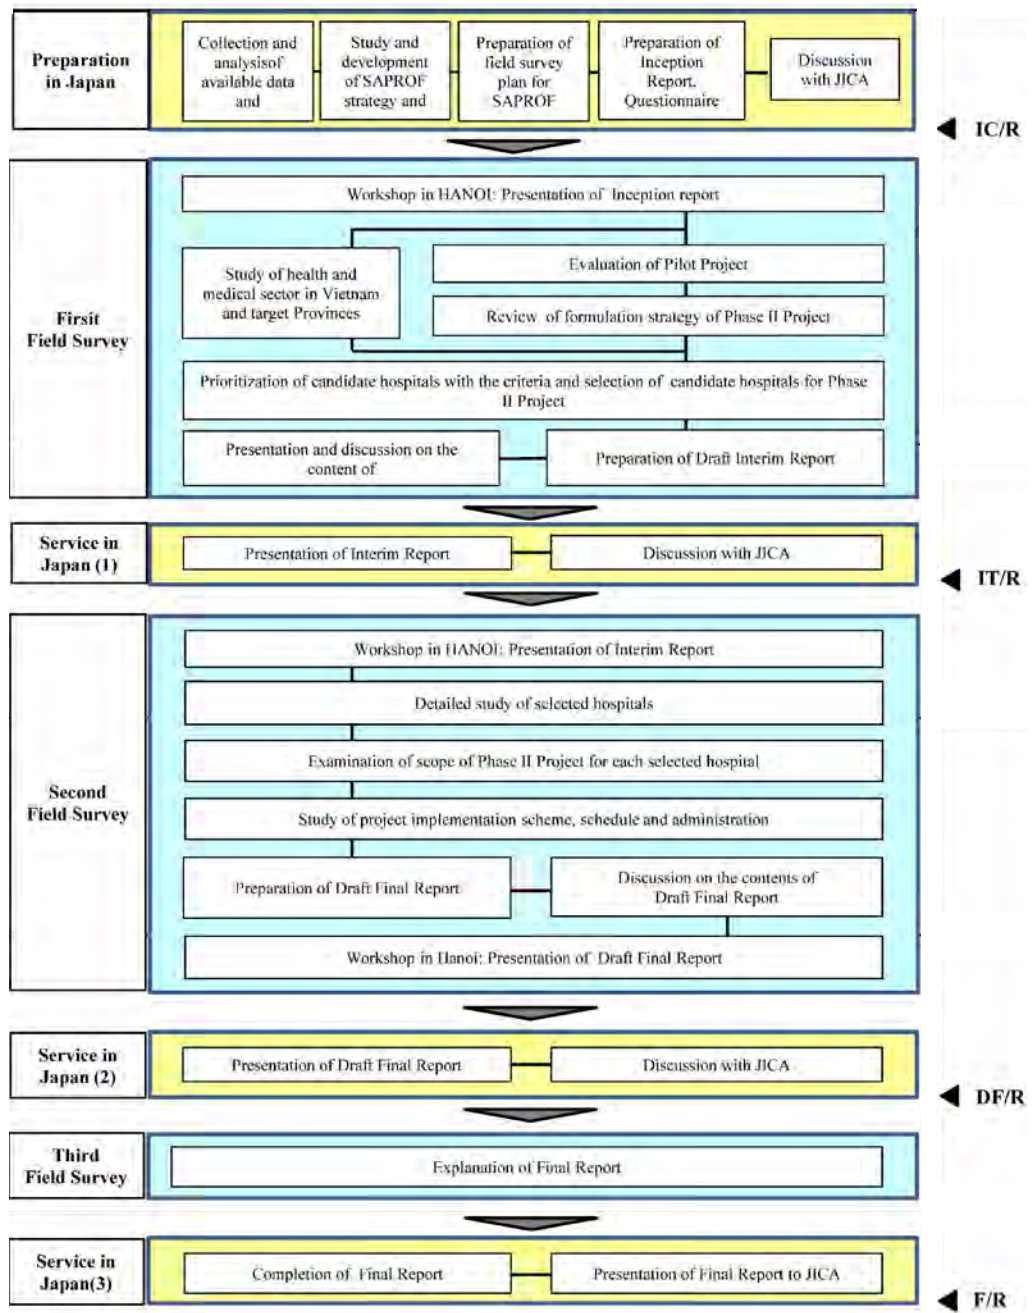 Preparation
in Japan
Collection and
analysisof
available data
and
Study and
development
of SAPROF
strategy and
Preparation of
field survey
plan for
SAPROF
Preparation of
Inception
Report,
Questionnaire
Discussion
with JICA
IC/R
Firsit
Field Survey
Workshop in HANOI: Presentation of Inception report
Study of health and
medical sector in Vietnam
and target Provinces
Evaluation of Pilot Project
Review of formulation strategy of Phase II Project
Prioritization of candidate hospitals with the criteria and selection of candidate hospitals for Phase
II Project
Presentation and discussion on the
content of
Preparation of Draft Interim Report
Service in
Japan (1)
Presentation of Interim Report
Discussion with JICA
IT/R
Second
Field Survey
Workshop in HANOI: Presentation of Interim Report
Detailed study of selected hospitals
Examination of scope of Phase II Project for each selected hospital
Study of project implementation scheme, schedule and administration
Preparation of Draft Final Report
Discussion on the contents of
Draft Final Report
Workshop in Hanoi: Presentation of Draft Final Report
Service in
Japan (2)
Presentation of Draft Final Report
Discussion with JICA
DF/R
Third
Field Survey
Explanation of Final Report
Service in
Japan(3)
Completion of Final Report
Presentation of Final Report to JICA
F/R